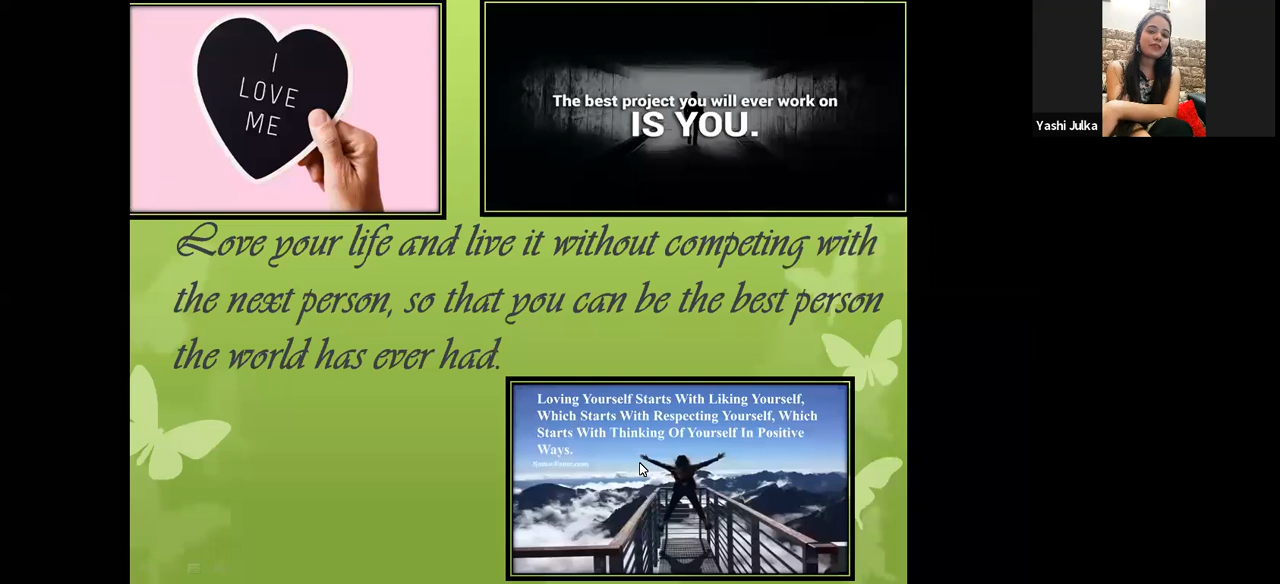 I
LOVE
ME
The best project you will ever work on
IS YOU.
Yashi Julka
Love your life and live it without competing with
the next person, so that you can be the best person
the world has ever had.
Loving Yourself Starts With Liking Yourself,
Which Starts With Respecting Yourself, Which
Starts With Thinking Of Yourself In Positive
Ways.